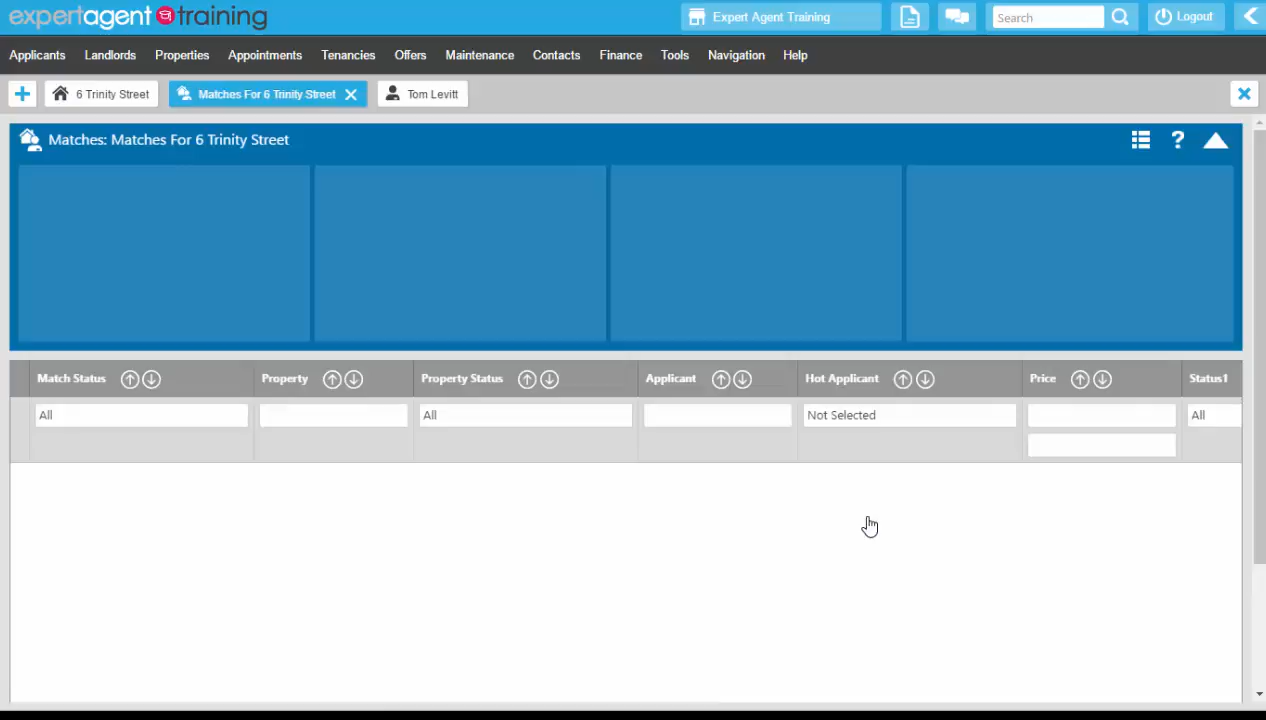 expertagent training
Expert Agent Training
Search
Logout
Applicants Landlords Properties Appointments Tenancies Offers Maintenance Contacts Finance Tools Navigation Help
6 Trinity Street
Matches For 6 Trinity Street
Tom Levitt
Matches: Matches For 6 Trinity Street
?
Match Status Property Property Status Applicant Hot Applicant Price Status1
All All Not Selected All